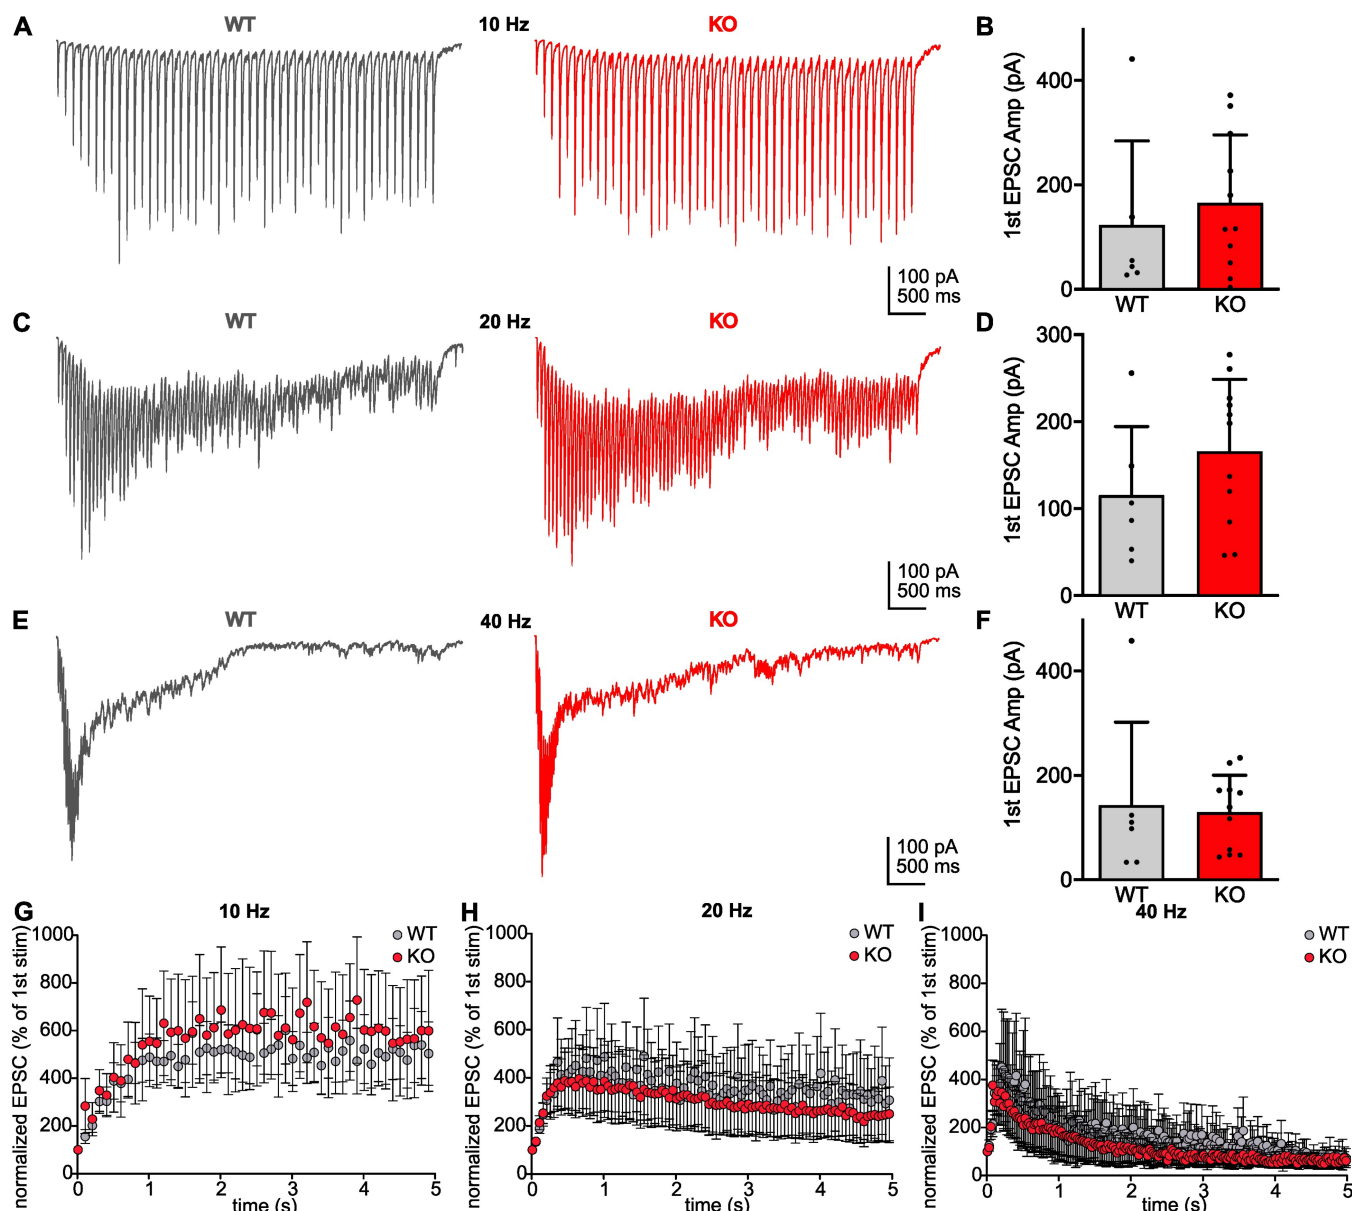 A WT 10 Hz KO
100 pA
500 ms
B
1st EPSC Amp (pA)
400
200
0
WT KO
C WT 20 Hz KO
100 pA
500 ms
D
1st EPSC Amp (pA)
300
200
100
0
WT KO
E WT 40 Hz KO
100 pA
500 ms
F
1st EPSC Amp (pA)
400
200
0
WT KO
G 10 Hz
WT
KO
normalized EPSC (% of 1st stim)
1000
800
600
400
200
0
0 1 2 3 4 5
time (s)
H 20 Hz
WT
KO
normalized EPSC (% of 1st stim)
1000
800
600
400
200
0
0 1 2 3 4 5
time (s)
I 40 Hz
WT
KO
normalized EPSC (% of 1st stim)
1000
800
600
400
200
0
0 1 2 3 4 5
time (s)